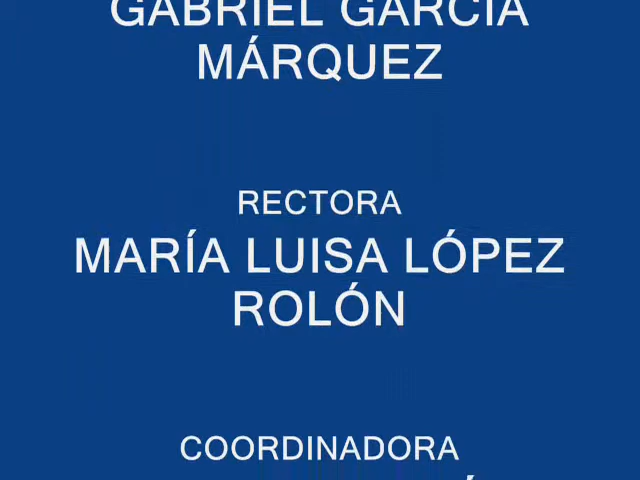 GABRIEL GARCÍA
MÁRQUEZ
RECTORA
MARÍA LUISA LÓPEZ
ROLÓN
COORDINADORA